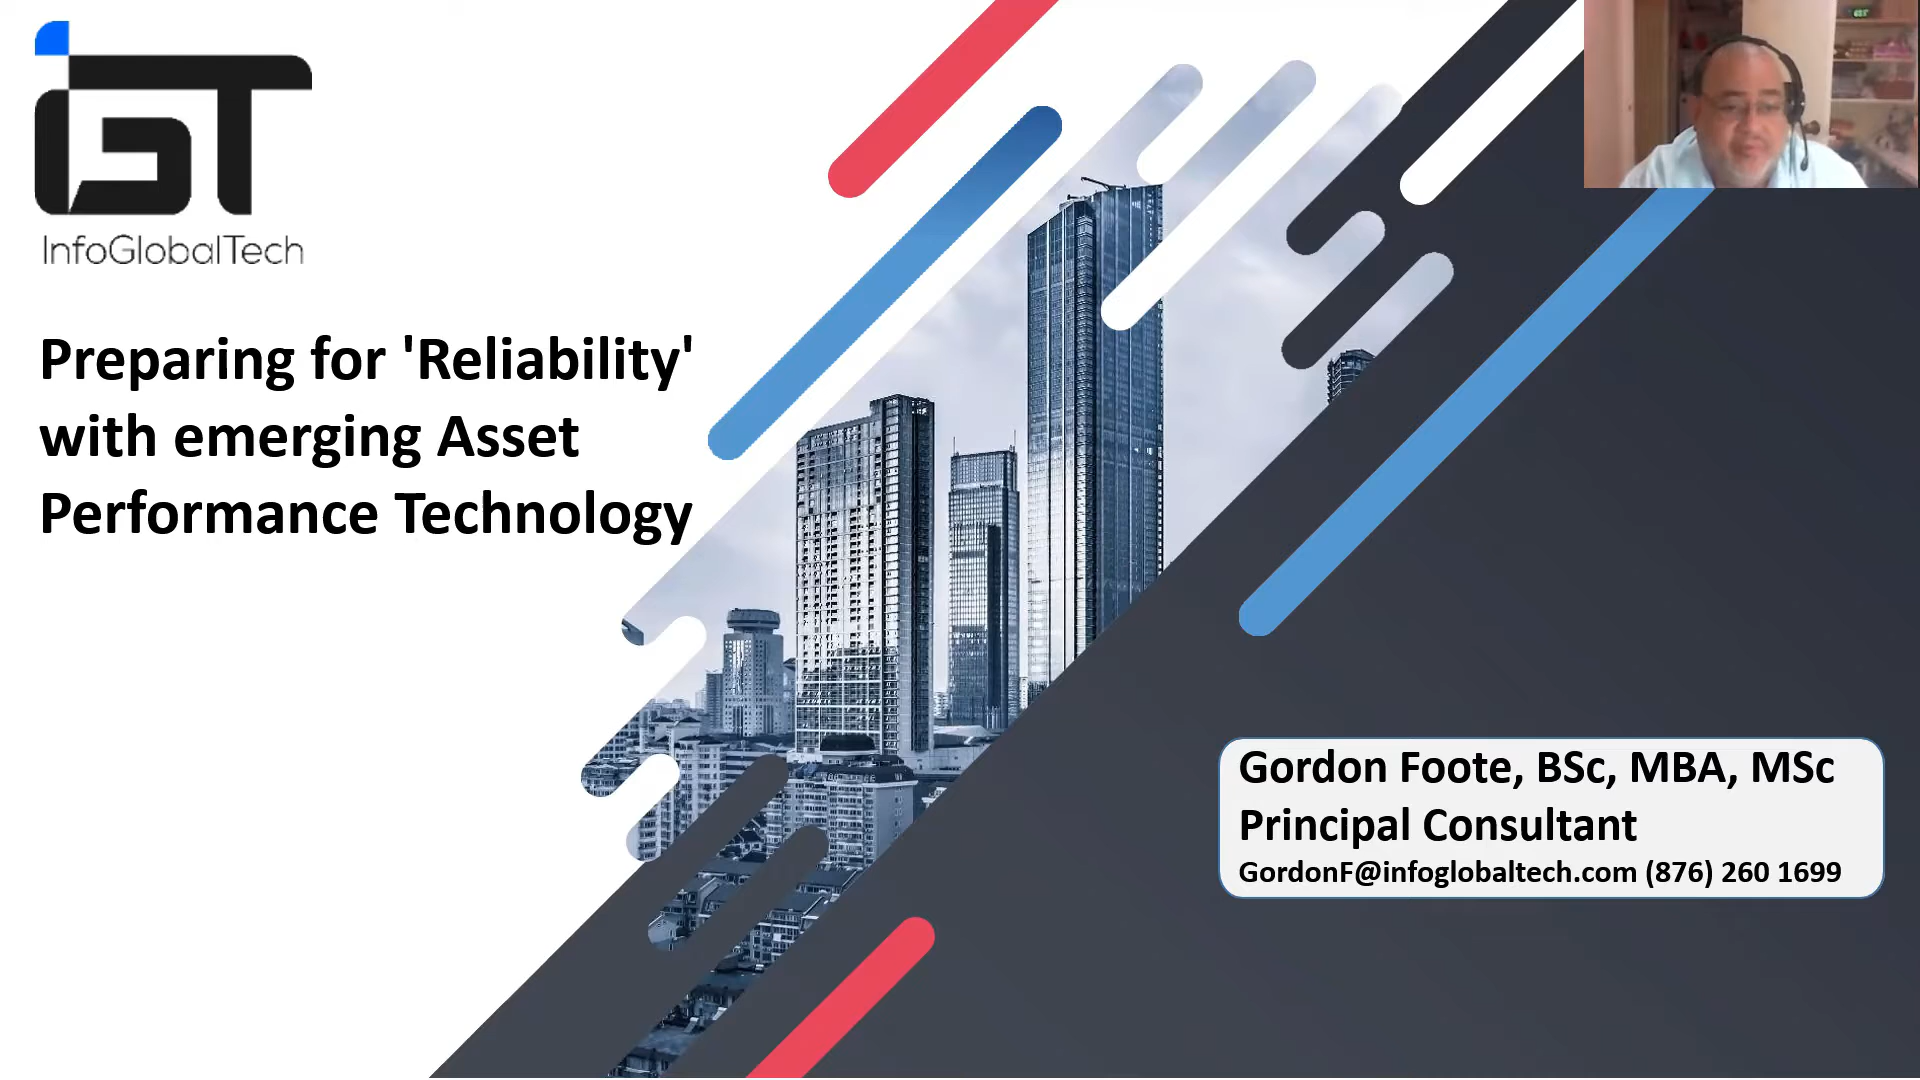 IGT
InfoGlobalTech
Preparing for 'Reliability'
with emerging Asset
Performance Technology
Gordon Foote, BSc, MBA, MSc
Principal Consultant
GordonF@infoglobaltech.com (876) 260 1699